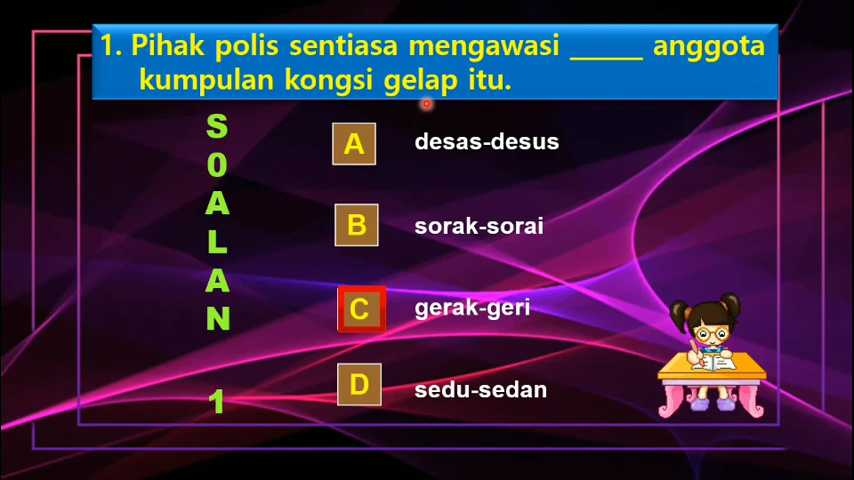 1. Pihak polis sentiasa mengawasi _____ anggota
kumpulan kongsi gelap itu.
S0ALAN 1
A desas-desus
B sorak-sorai
C gerak-geri
D sedu-sedan